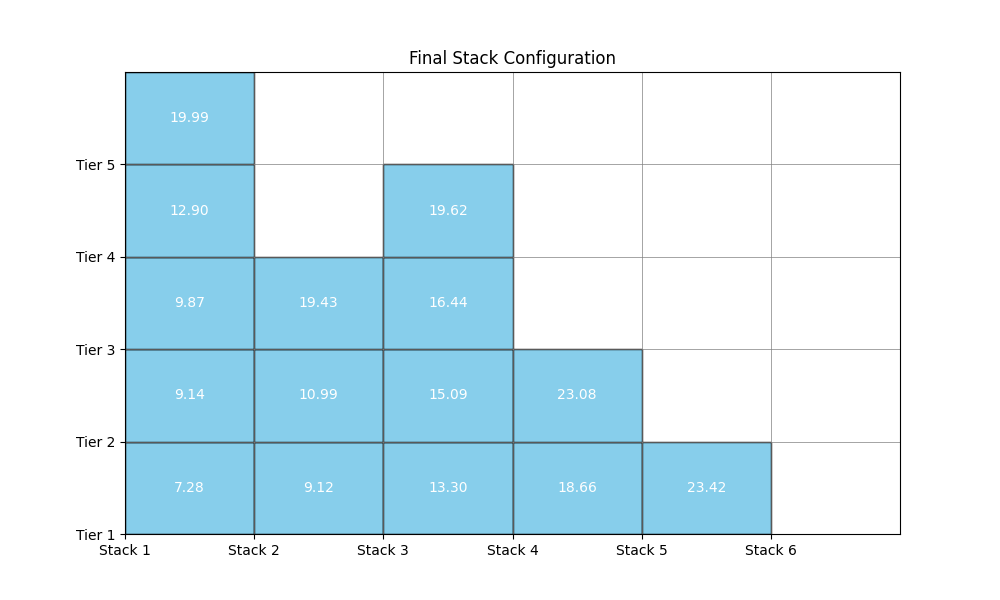 Final Stack Configuration
19.99
Tier 5
12.90 19.62
Tier 4
9.87 19.43 16.44
Tier 3
9.14 10.99 15.09 23.08
Tier 2
7.28 9.12 13.30 18.66 23.42
Tier 1
Stack 1 Stack 2 Stack 3 Stack 4 Stack 5 Stack 6